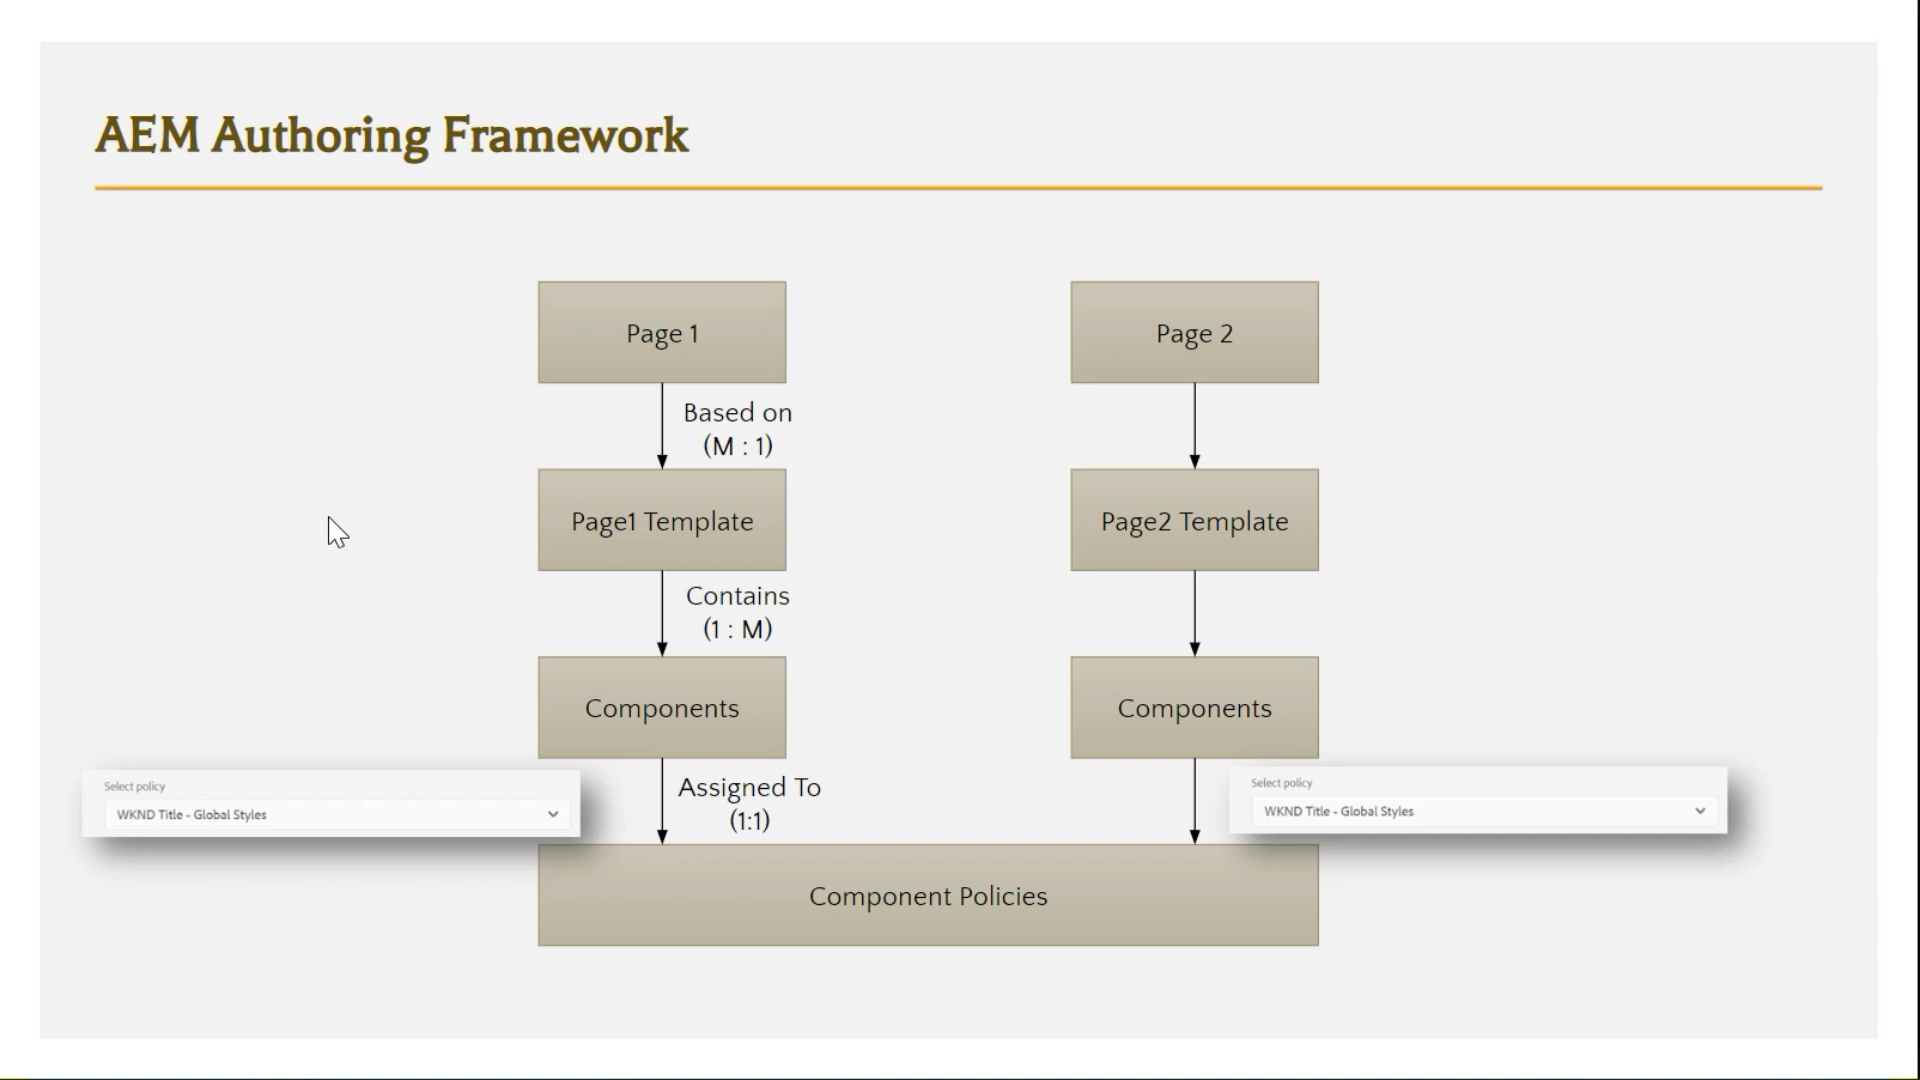 AEM Authoring Framework
Page 1
Page 2
Based on
(M : 1)
Page1 Template
Page2 Template
Contains
(1 : M)
Components
Components
Select policy
WKND Title - Global Styles
Assigned To
(1:1)
Select policy
WKND Title - Global Styles
Component Policies